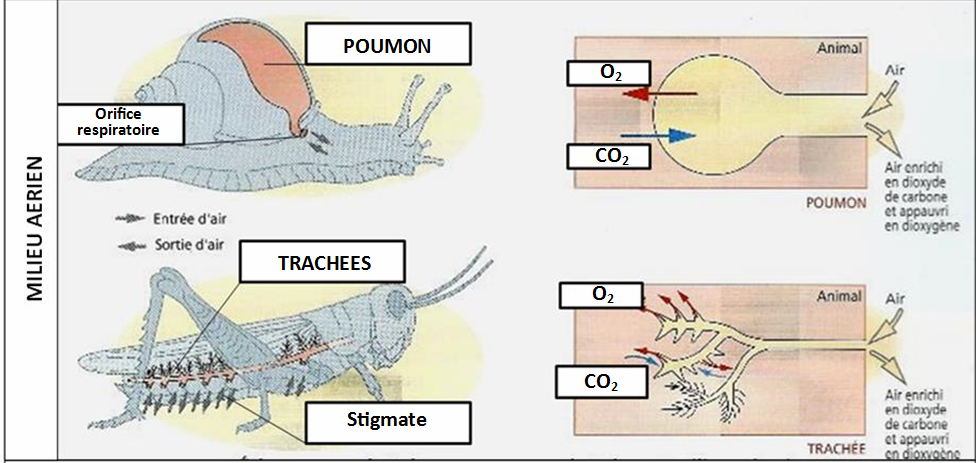 MILIEU AERIEN
POUMON
Orifice
respiratoire
Entrée d'air
Sortie d'air
O₂
CO₂
Animal
Air
Air enrichi
en dioxyde
de carbone
et appauvri
en dioxygène
POUMON
TRACHEES
Stigmate
O₂
CO₂
Animal
Air
Air enrichi
en dioxyde
de carbone
et appauvri
en dioxygène
TRACHÉE